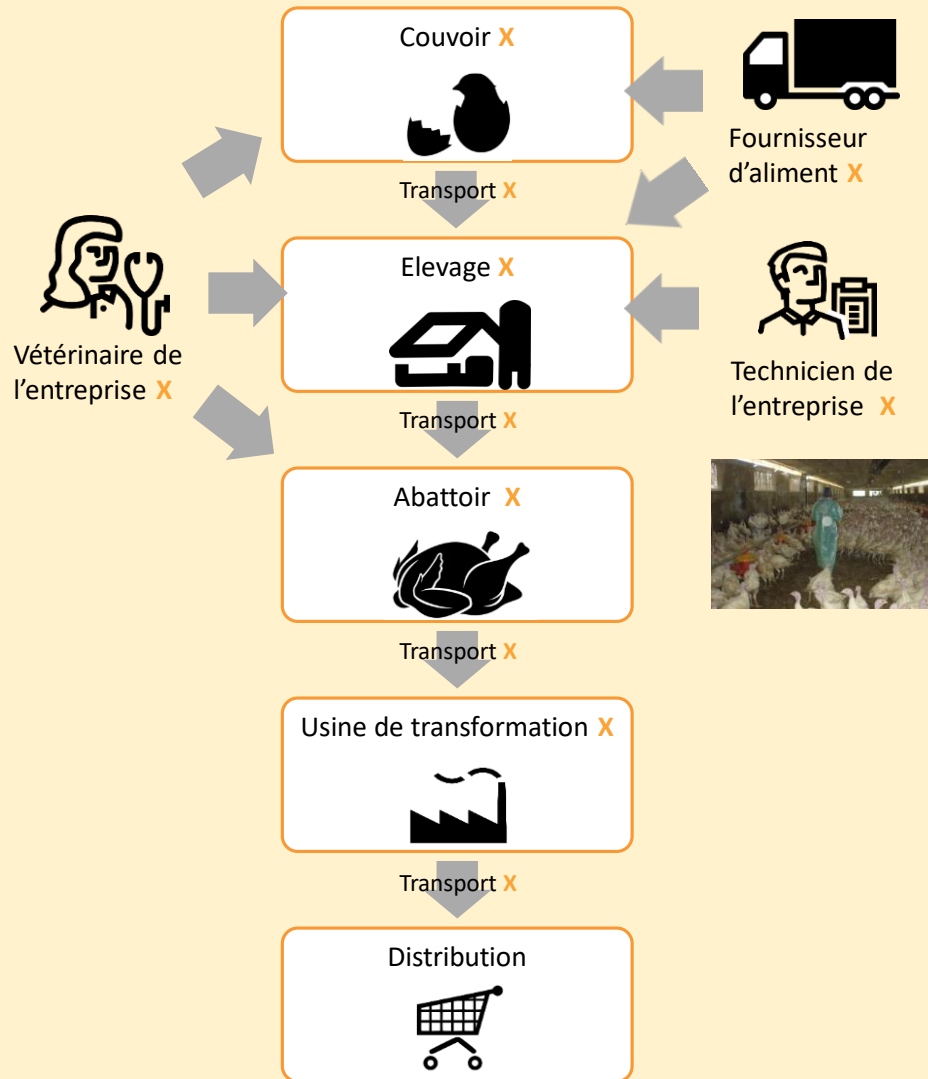 Couvoir X
Fournisseur
d’aliment X
Transport X
Elevage X
Vétérinaire de
l’entreprise X
Technicien de
l’entreprise X
Transport X
Abattoir X
Transport X
Usine de transformation X
Transport X
Distribution